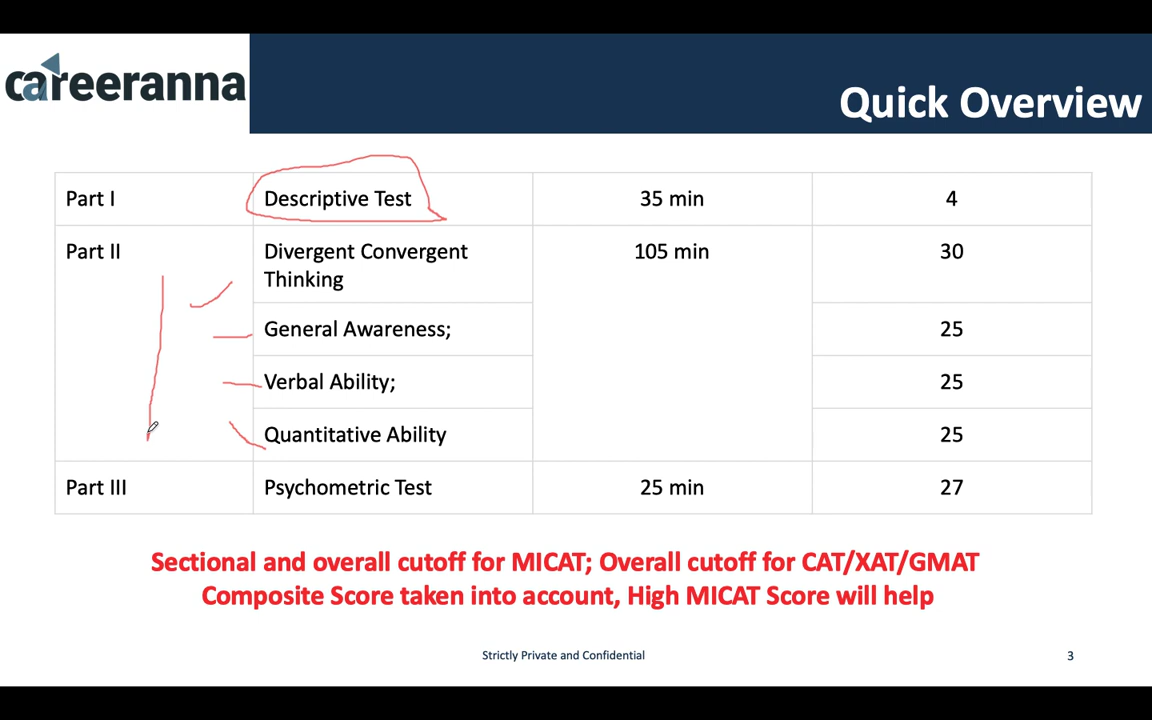 careeranna
Quick Overview
Part I Descriptive Test 35 min 4
Part II Divergent Convergent 105 min 30
Thinking
General Awareness; 25
Verbal Ability; 25
Quantitative Ability 25
Part III Psychometric Test 25 min 27
Sectional and overall cutoff for MICAT; Overall cutoff for CAT/XAT/GMAT
Composite Score taken into account, High MICAT Score will help
Strictly Private and Confidential 3